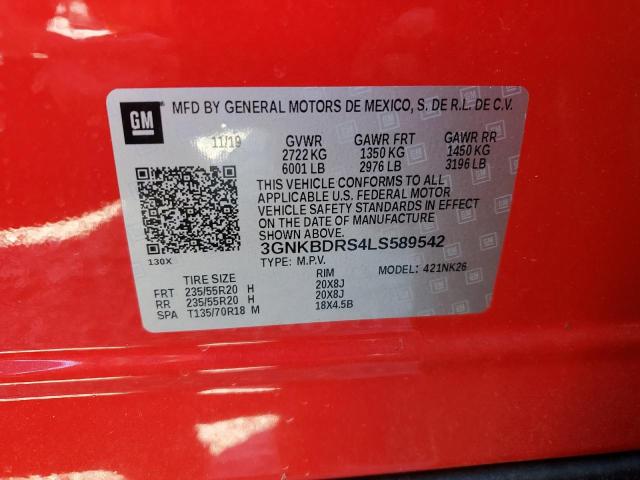 GM MFD BY GENERAL MOTORS DE MEXICO, S. DE R.L. DE C.V.
11/19 GVWR GAWR FRT GAWR RR
2722 KG 1350 KG 1450 KG
6001 LB 2976 LB 3196 LB
THIS VEHICLE CONFORMS TO ALL
APPLICABLE U.S. FEDERAL MOTOR
VEHICLE SAFETY STANDARDS IN EFFECT
ON THE DATE OF MANUFACTURE SHOWN ABOVE.
3GNKBDRS4LS589542
130X TYPE: M.P.V. MODEL: 421NK26
TIRE SIZE RIM
FRT 235/55R20 H 20X8J
RR 235/55R20 H 20X8J
SPA T135/70R18 M 18X4.5B